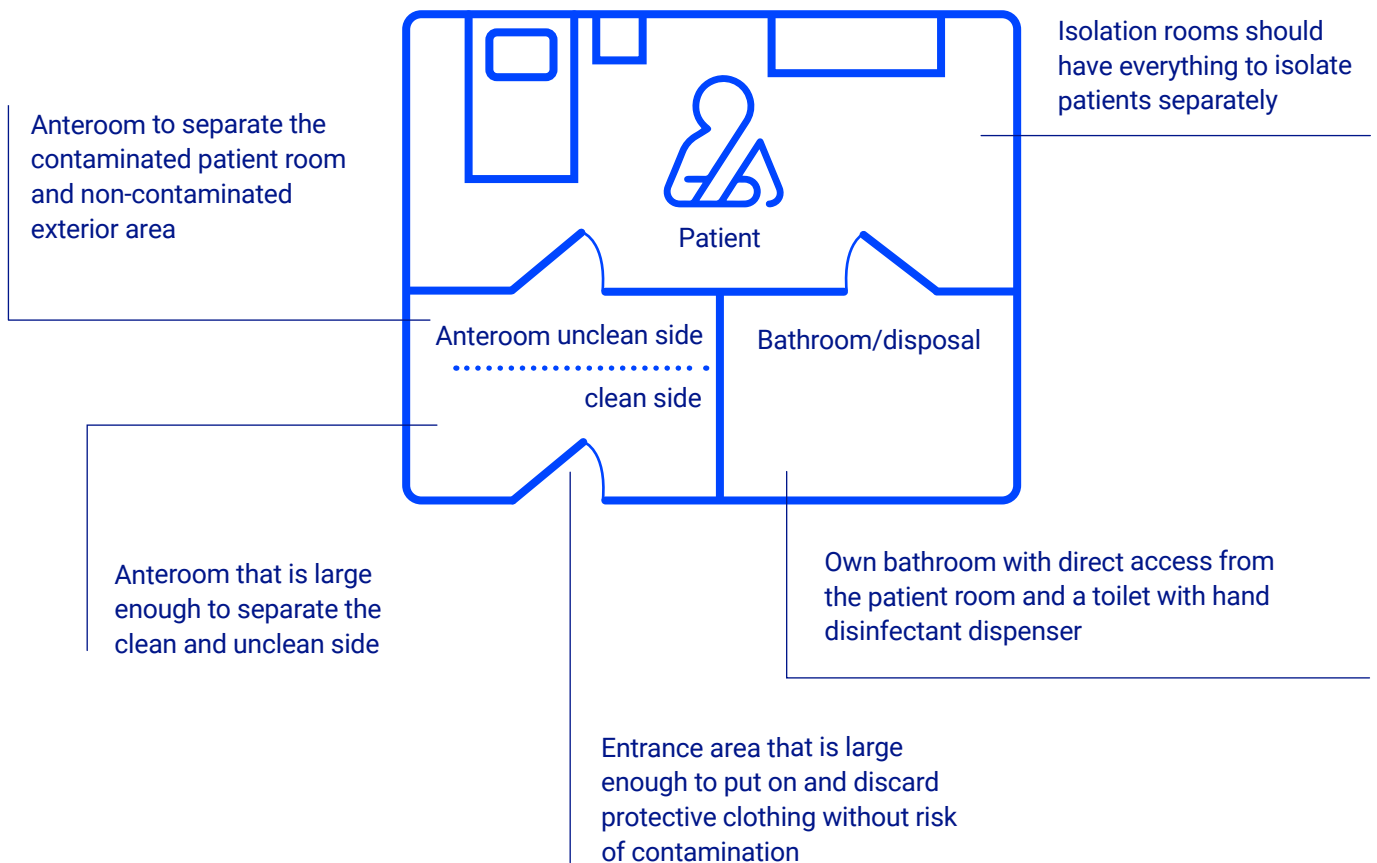 Isolation rooms should
have everything to isolate
patients separately
Anteroom to separate the
contaminated patient room
and non-contaminated
exterior area
Patient
Anteroom unclean side
clean side
Bathroom/disposal
Anteroom that is large
enough to separate the
clean and unclean side
Own bathroom with direct access from
the patient room and a toilet with hand
disinfectant dispenser
Entrance area that is large
enough to put on and discard
protective clothing without risk
of contamination